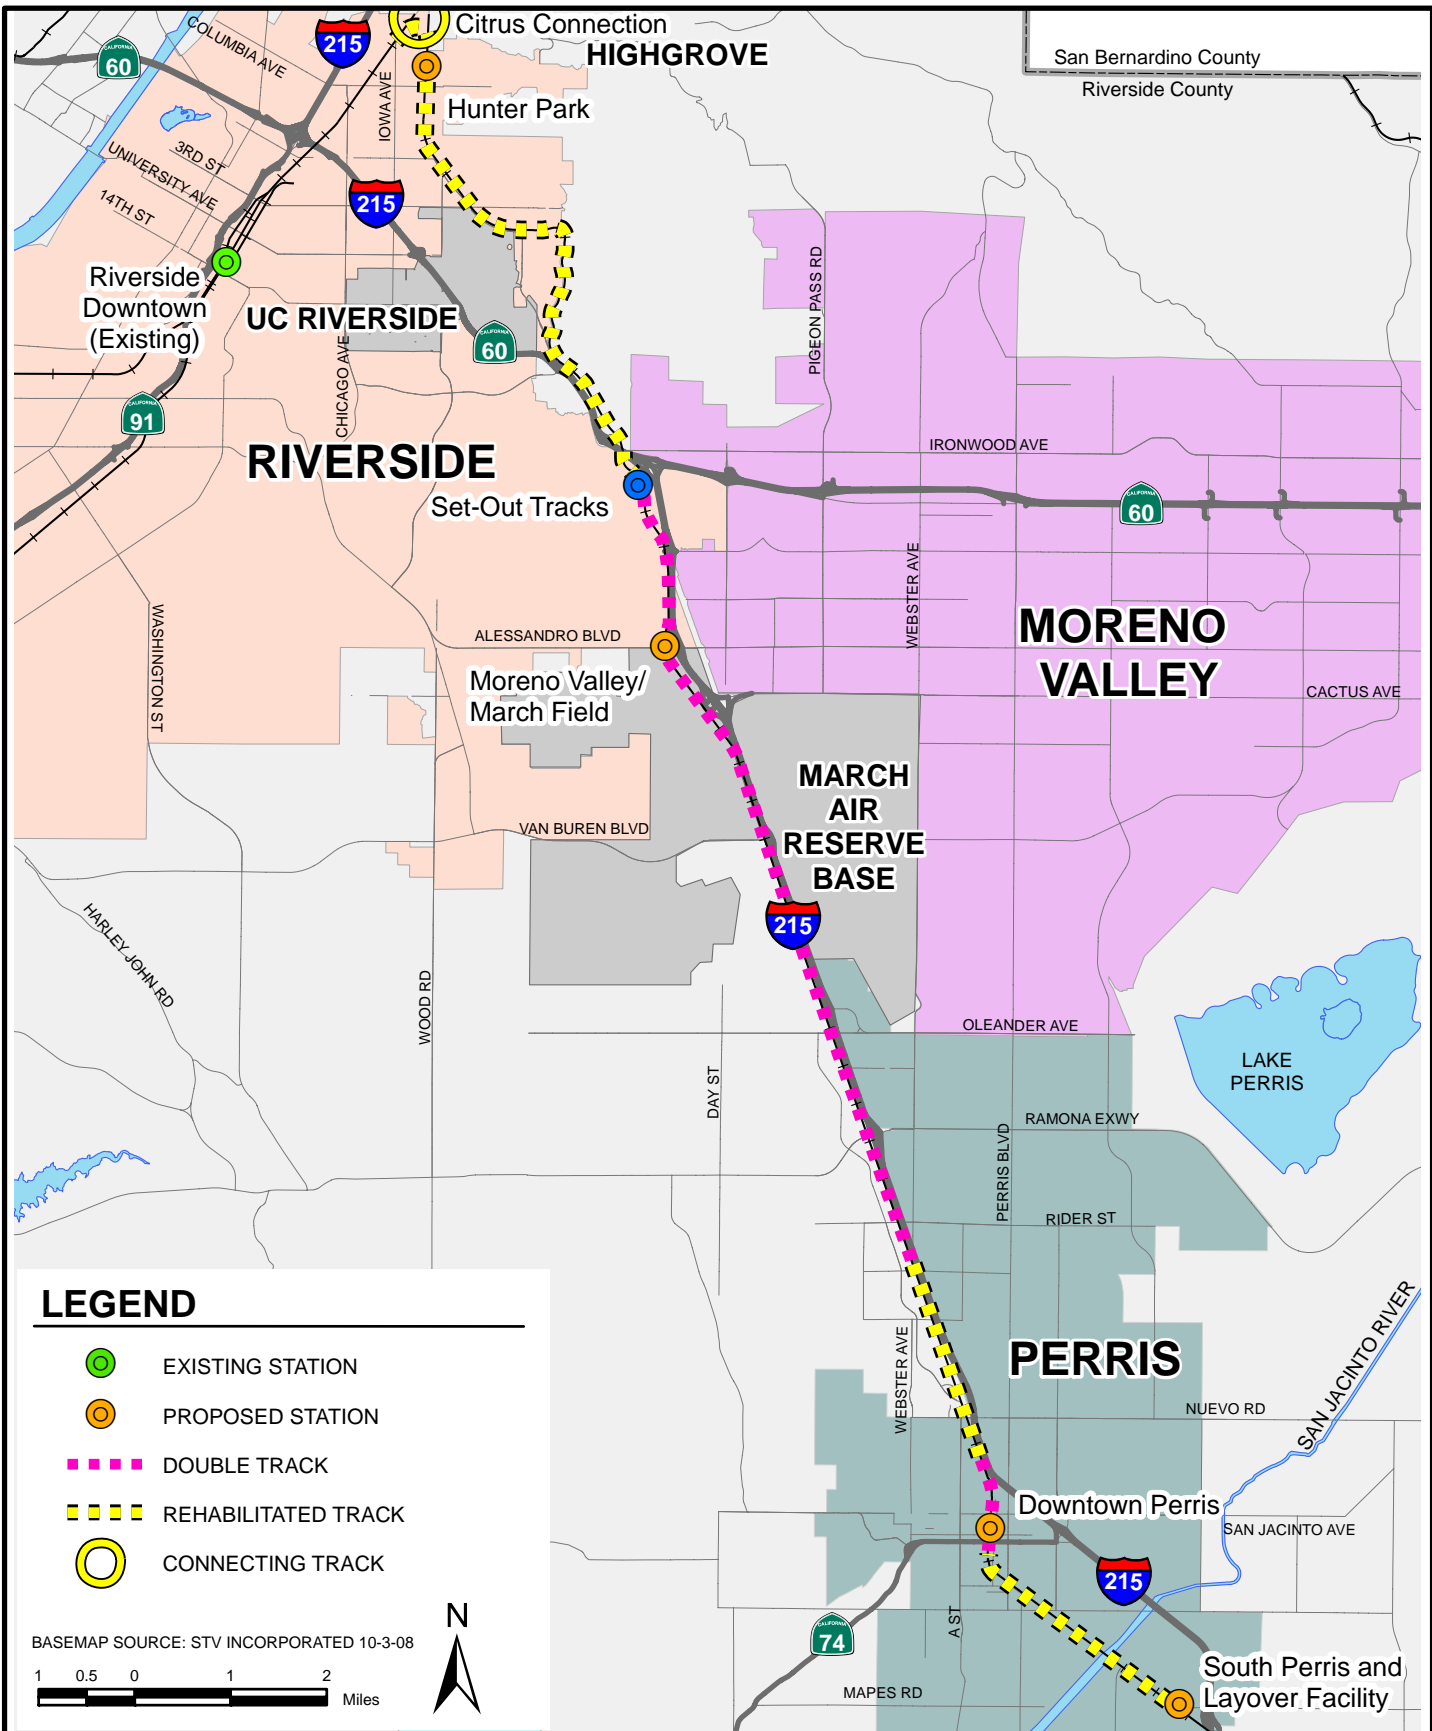 Citrus Connection
HIGHGROVE
San Bernardino County
Riverside County
COLUMBIA AVE
215
CALIFORNIA
60
IOWA AVE
Hunter Park
3RD ST
UNIVERSITY AVE
14TH ST
215
Riverside
Downtown
(Existing)
UC RIVERSIDE
CALIFORNIA
60
PIGEON PASS RD
CHICAGO AVE
CALIFORNIA
91
RIVERSIDE
IRONWOOD AVE
Set-Out Tracks
CALIFORNIA
60
WEBSTER AVE
WASHINGTON ST
ALESSANDRO BLVD
MORENO
VALLEY
Moreno Valley/
March Field
CACTUS AVE
MARCH
AIR
RESERVE
BASE
VAN BUREN BLVD
215
HARLEY JOHN RD
WOOD RD
OLEANDER AVE
LAKE
PERRIS
DAY ST
RAMONA EXWY
PERRIS BLVD
RIDER ST
SAN JACINTO RIVER
WEBSTER AVE
PERRIS
NUEVO RD
Downtown Perris
SAN JACINTO AVE
215
A ST
CALIFORNIA
74
MAPES RD
South Perris and
Layover Facility
LEGEND
EXISTING STATION
PROPOSED STATION
DOUBLE TRACK
REHABILITATED TRACK
CONNECTING TRACK
N
BASEMAP SOURCE: STV INCORPORATED 10-3-08
1 0.5 0 1 2
Miles